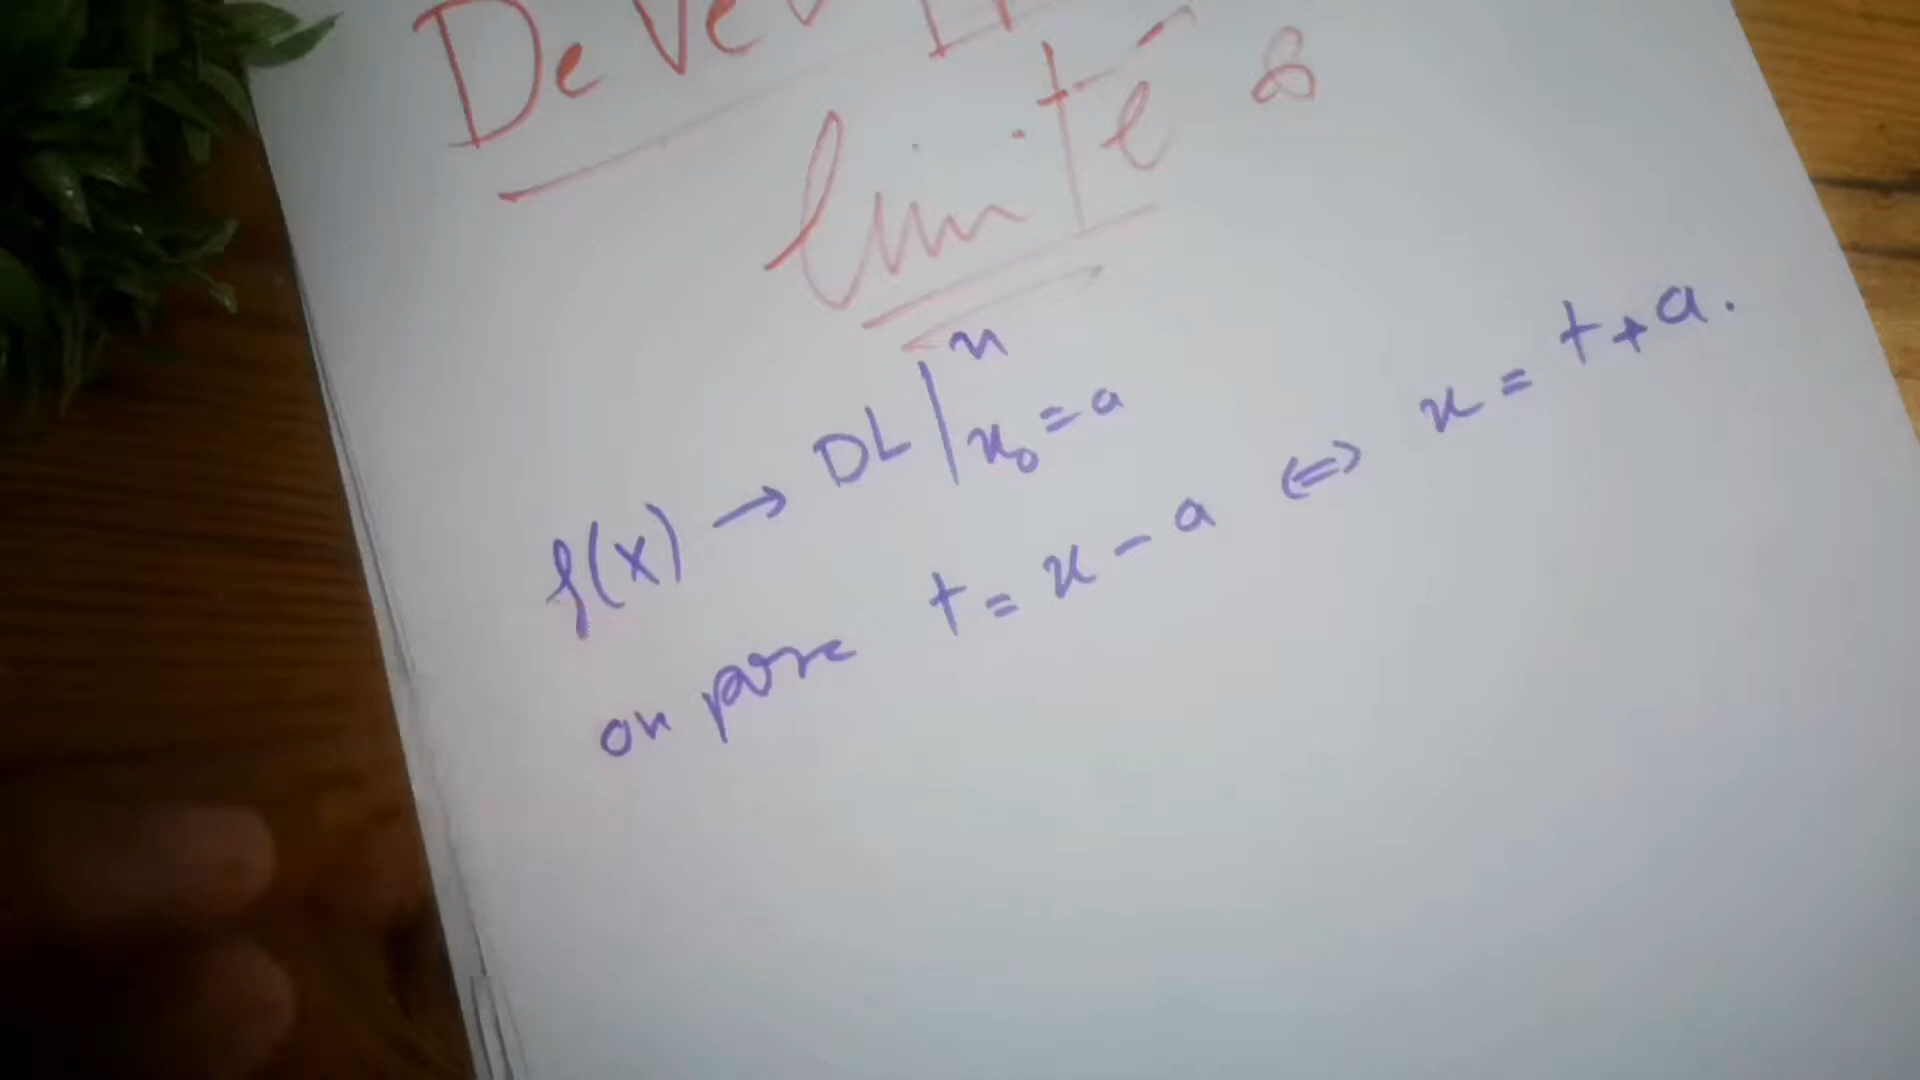 limité :
f(x) → DL |ⁿ x₀ = a
on pose t = x - a ⇔ x = t + a.